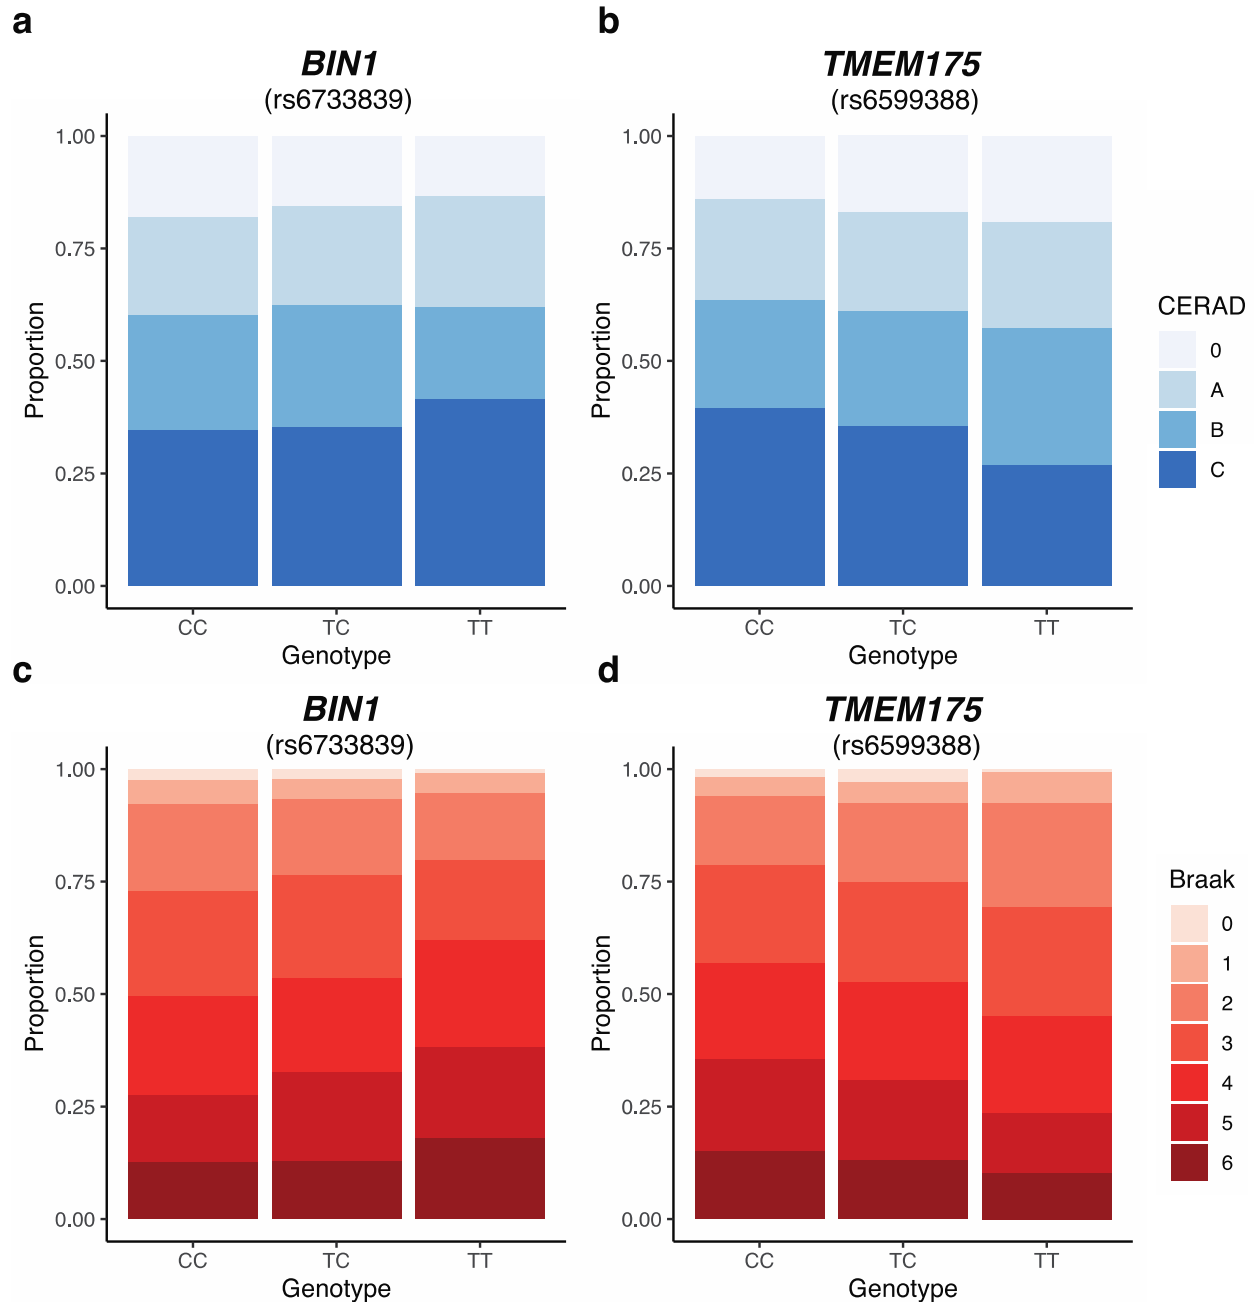 a
BIN1
(rs6733839)
1.00
0.75
0.50
0.25
0.00
Proportion
CC TC TT
Genotype
b
TMEM175
(rs6599388)
1.00
0.75
0.50
0.25
0.00
Proportion
CC TC TT
Genotype
CERAD
0
A
B
C
c
BIN1
(rs6733839)
1.00
0.75
0.50
0.25
0.00
Proportion
CC TC TT
Genotype
d
TMEM175
(rs6599388)
1.00
0.75
0.50
0.25
0.00
Proportion
CC TC TT
Genotype
Braak
0
1
2
3
4
5
6